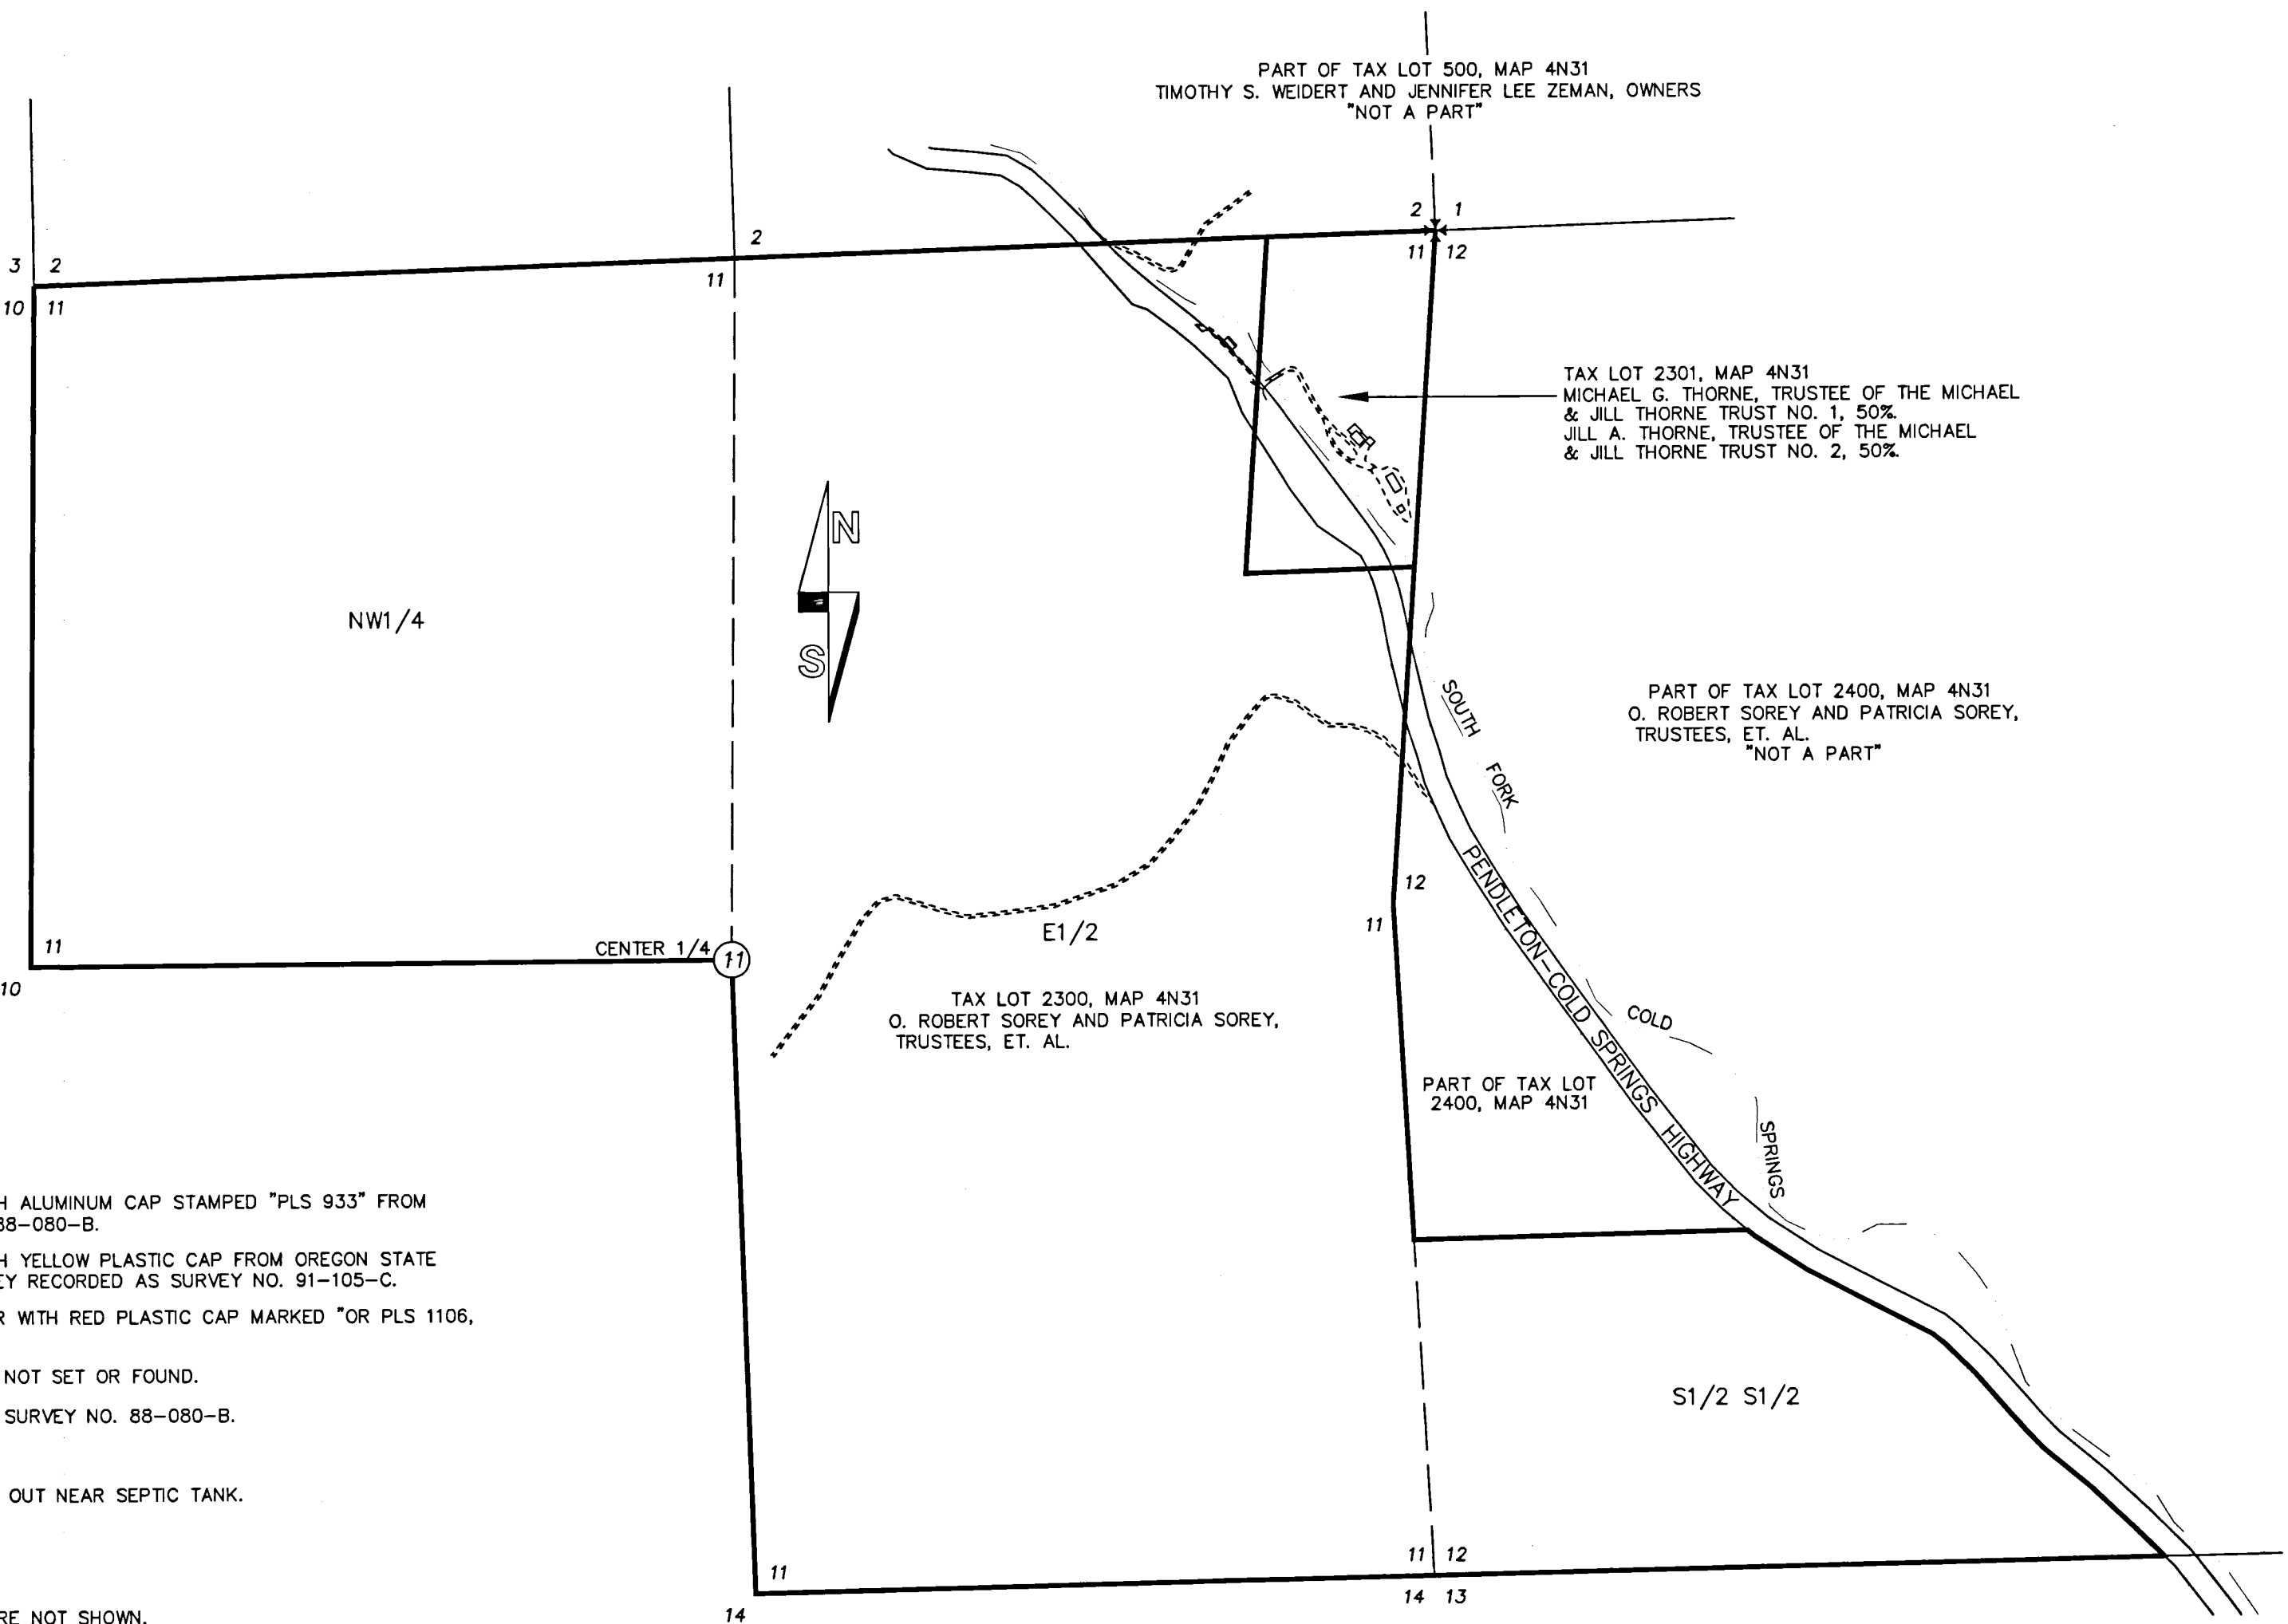 PART OF TAX LOT 500, MAP 4N31
TIMOTHY S. WEIDERT AND JENNIFER LEE ZEMAN, OWNERS
"NOT A PART"
2 1
11 12
2
11
3 2
10 11
TAX LOT 2301, MAP 4N31
MICHAEL G. THORNE, TRUSTEE OF THE MICHAEL
& JILL THORNE TRUST NO. 1, 50%.
JILL A. THORNE, TRUSTEE OF THE MICHAEL
& JILL THORNE TRUST NO. 2, 50%.
N
S
NW1/4
PART OF TAX LOT 2400, MAP 4N31
O. ROBERT SOREY AND PATRICIA SOREY,
TRUSTEES, ET. AL.
"NOT A PART"
SOUTH FORK COLD SPRINGS
PENDLETON-COLD SPRINGS HIGHWAY
12
11
E1/2
11
10
CENTER 1/4
11
TAX LOT 2300, MAP 4N31
O. ROBERT SOREY AND PATRICIA SOREY,
TRUSTEES, ET. AL.
PART OF TAX LOT
2400, MAP 4N31
H ALUMINUM CAP STAMPED "PLS 933" FROM
88-080-B.
H YELLOW PLASTIC CAP FROM OREGON STATE
EY RECORDED AS SURVEY NO. 91-105-C.
R WITH RED PLASTIC CAP MARKED "OR PLS 1106,
NOT SET OR FOUND.
SURVEY NO. 88-080-B.
OUT NEAR SEPTIC TANK.
RE NOT SHOWN.
S1/2 S1/2
11
14
11 12
14 13